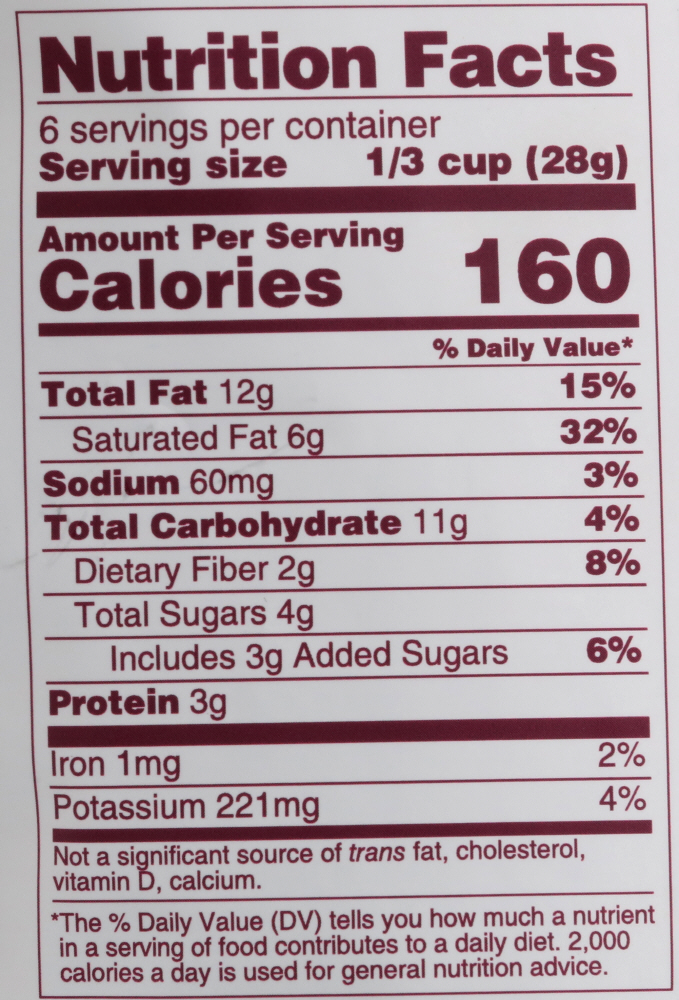 Nutrition Facts
6 servings per container
Serving size 1/3 cup (28g)
Amount Per Serving
Calories 160
% Daily Value*
Total Fat 12g 15%
Saturated Fat 6g 32%
Sodium 60mg 3%
Total Carbohydrate 11g 4%
Dietary Fiber 2g 8%
Total Sugars 4g
Includes 3g Added Sugars 6%
Protein 3g
Iron 1mg 2%
Potassium 221mg 4%
Not a significant source of trans fat, cholesterol,
vitamin D, calcium.
*The % Daily Value (DV) tells you how much a nutrient
in a serving of food contributes to a daily diet. 2,000
calories a day is used for general nutrition advice.